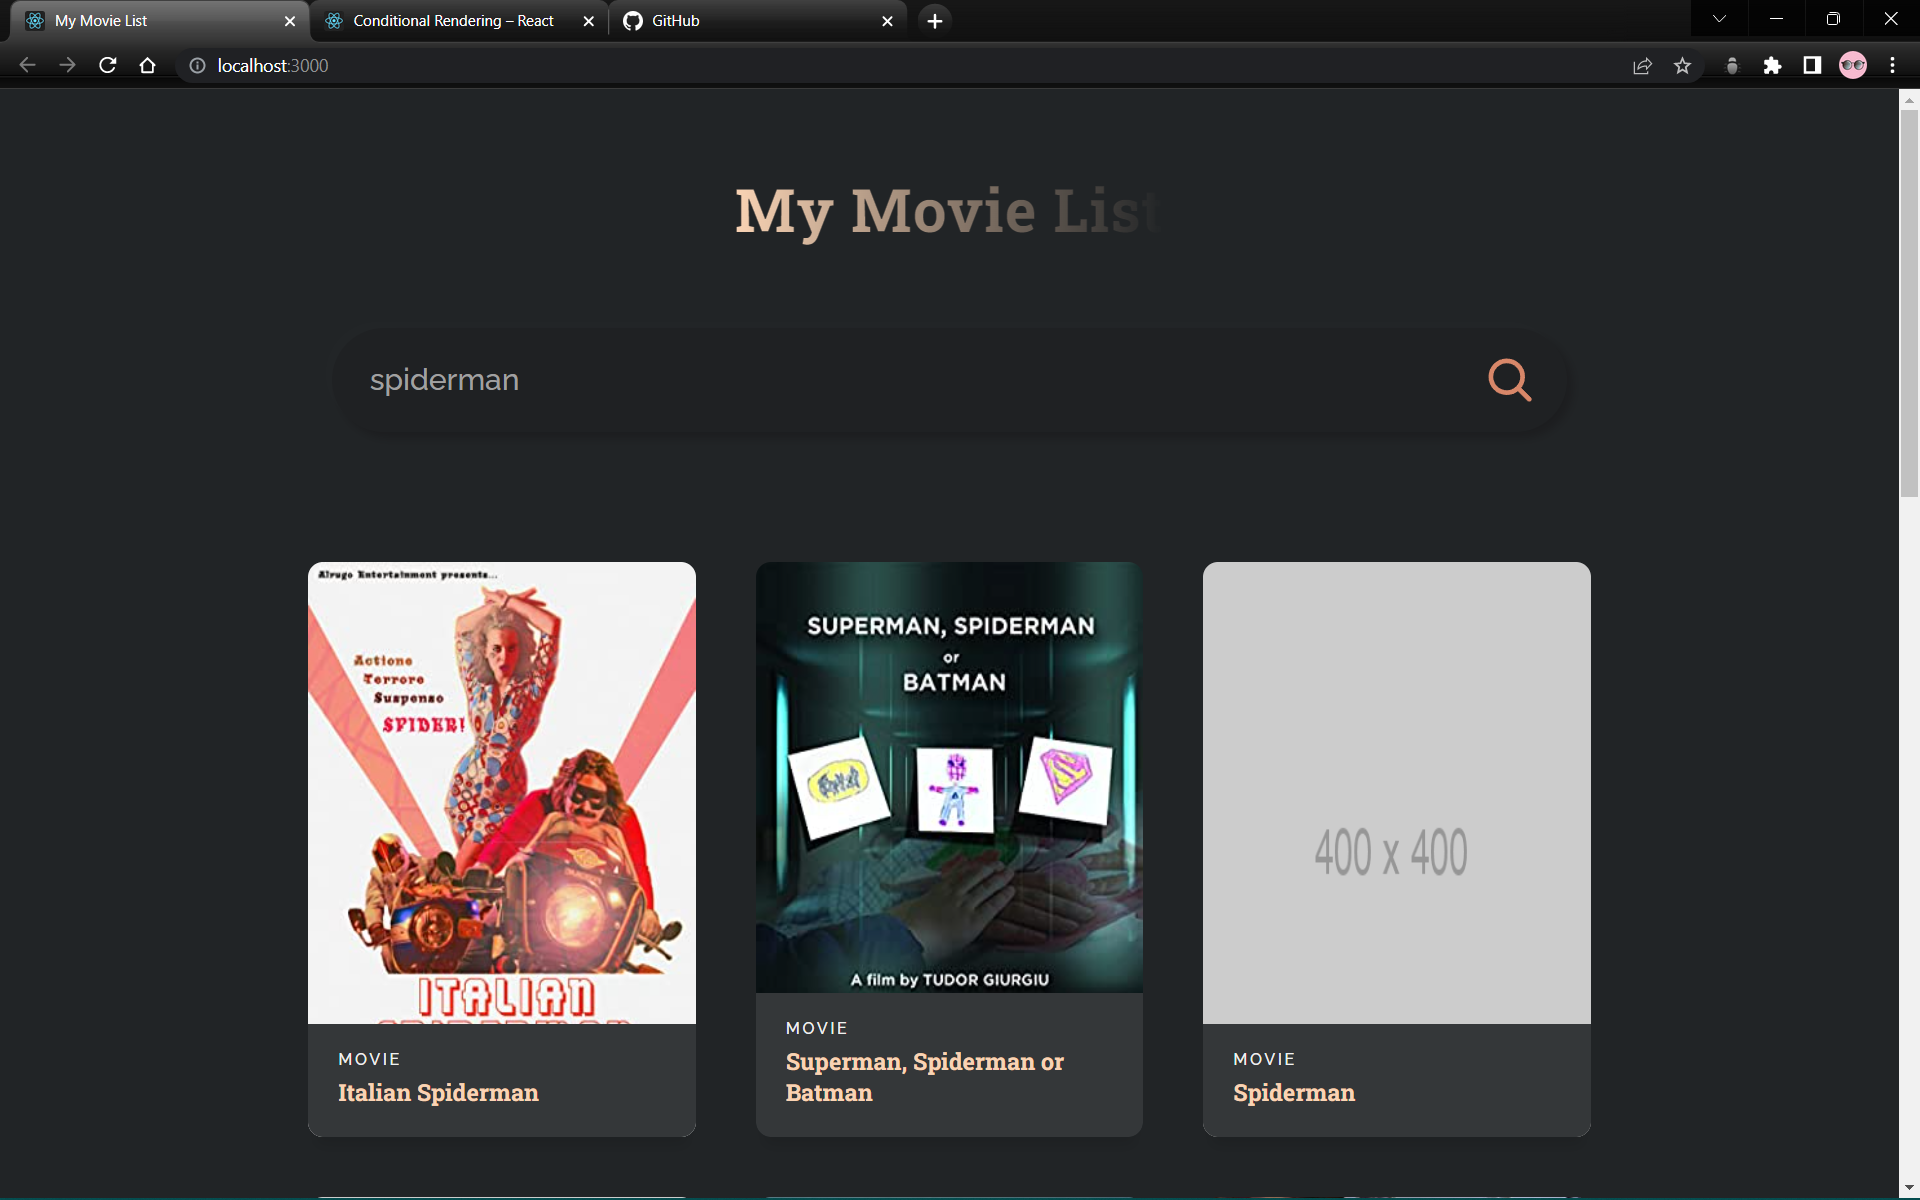 My Movie List
Conditional Rendering – React
GitHub
localhost:3000
My Movie List
spiderman
Alrugo Entertainment presents...
Actione
Terrore
Suspenso
SPIDER!
ITALIAN
MOVIE
Italian Spiderman
SUPERMAN, SPIDERMAN
or
BATMAN
A film by TUDOR GIURGIU
MOVIE
Superman, Spiderman or
Batman
400 x 400
MOVIE
Spiderman